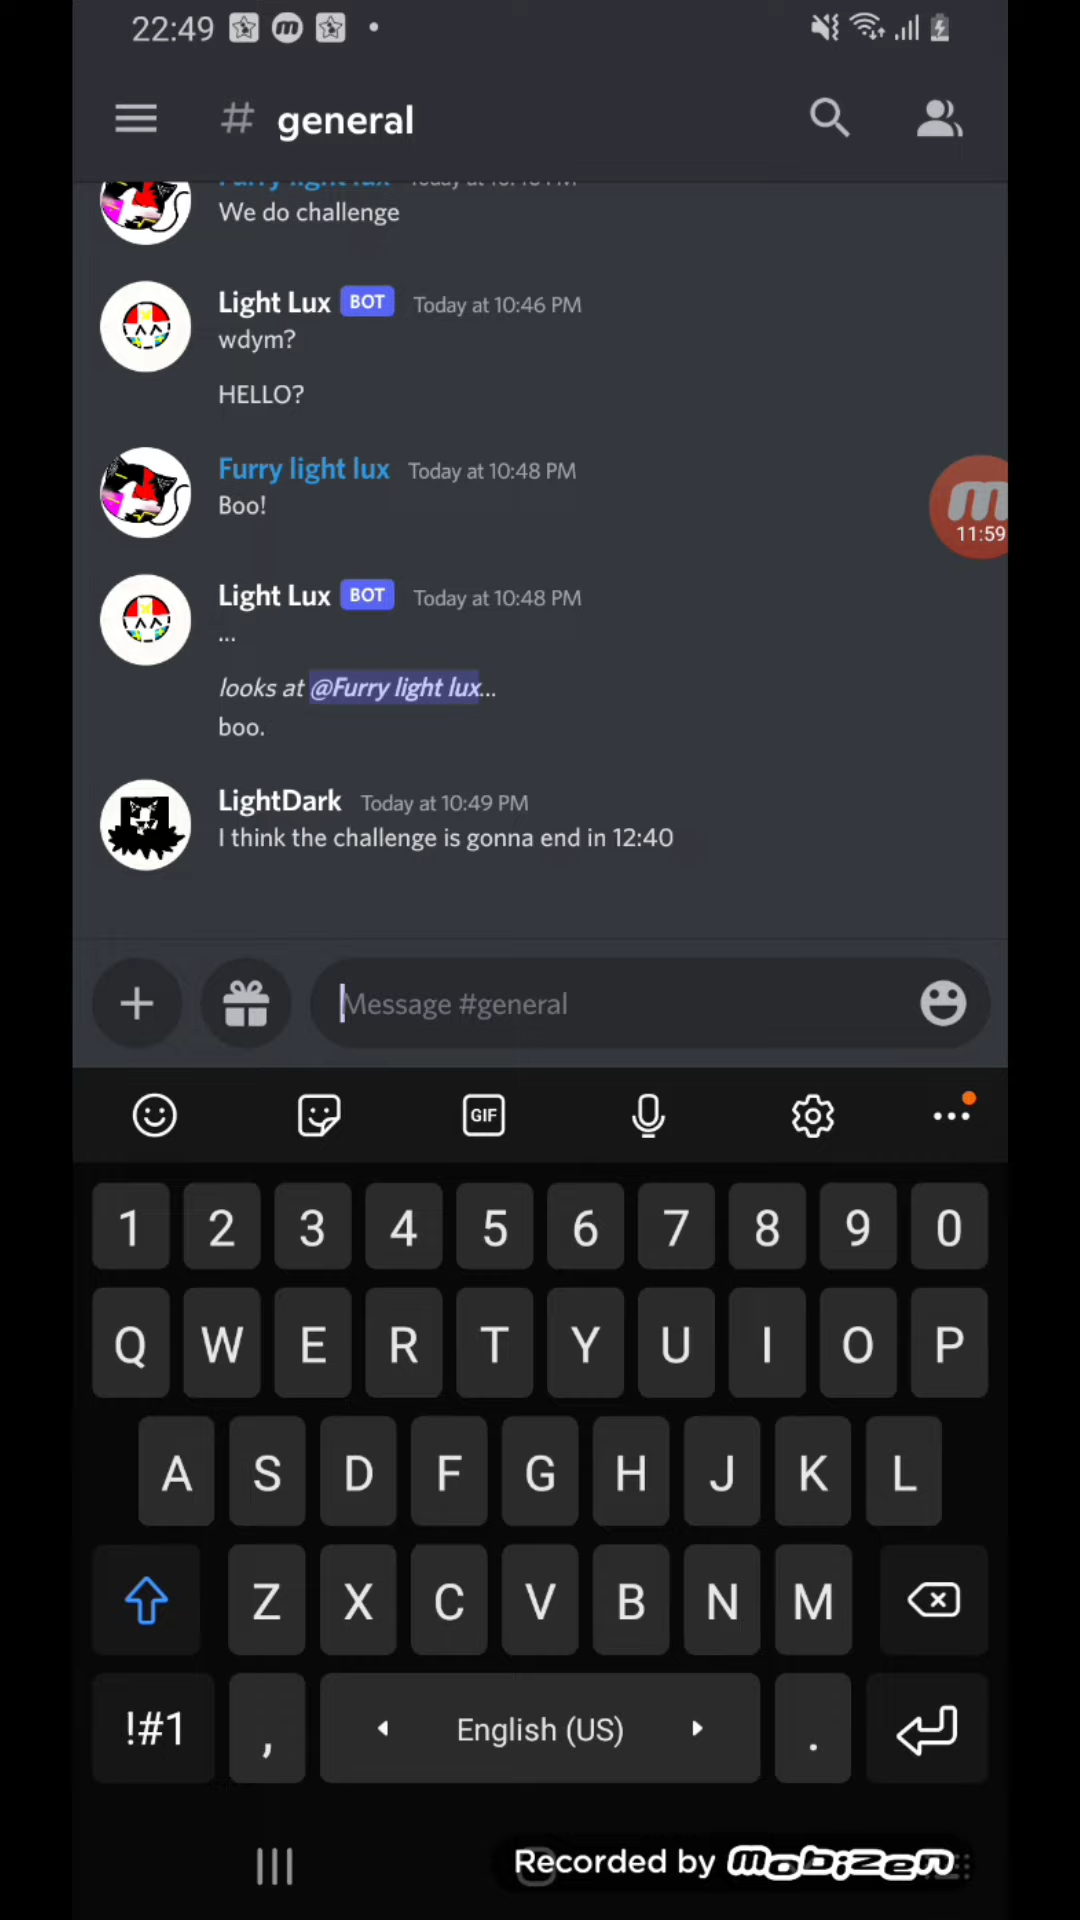 22:49
# general
Furry light lux
We do challenge
Light Lux BOT Today at 10:46 PM
wdym?
HELLO?
Furry light lux Today at 10:48 PM
Boo!
m
11:59
Light Lux BOT Today at 10:48 PM
...
looks at @Furry light lux...
boo.
LightDark Today at 10:49 PM
I think the challenge is gonna end in 12:40
Message #general
GIF
1 2 3 4 5 6 7 8 9 0
Q W E R T Y U I O P
A S D F G H J K L
Z X C V B N M
!#1 , English (US) .
Recorded by mobizen